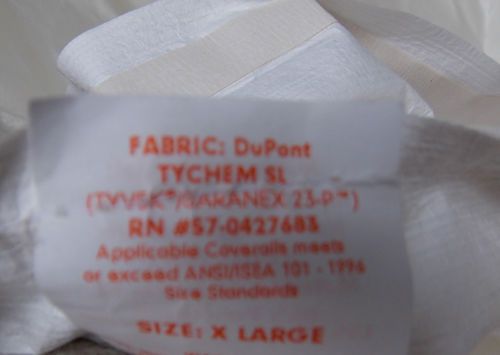 FABRIC: DuPont
TYCHEM SL
(TYVEK®/SARANEX 23-P™)
RN #57-0427683
Applicable Coveralls meets
or exceed ANSI/ISEA 101 - 1996
Size Standards
SIZE: X LARGE